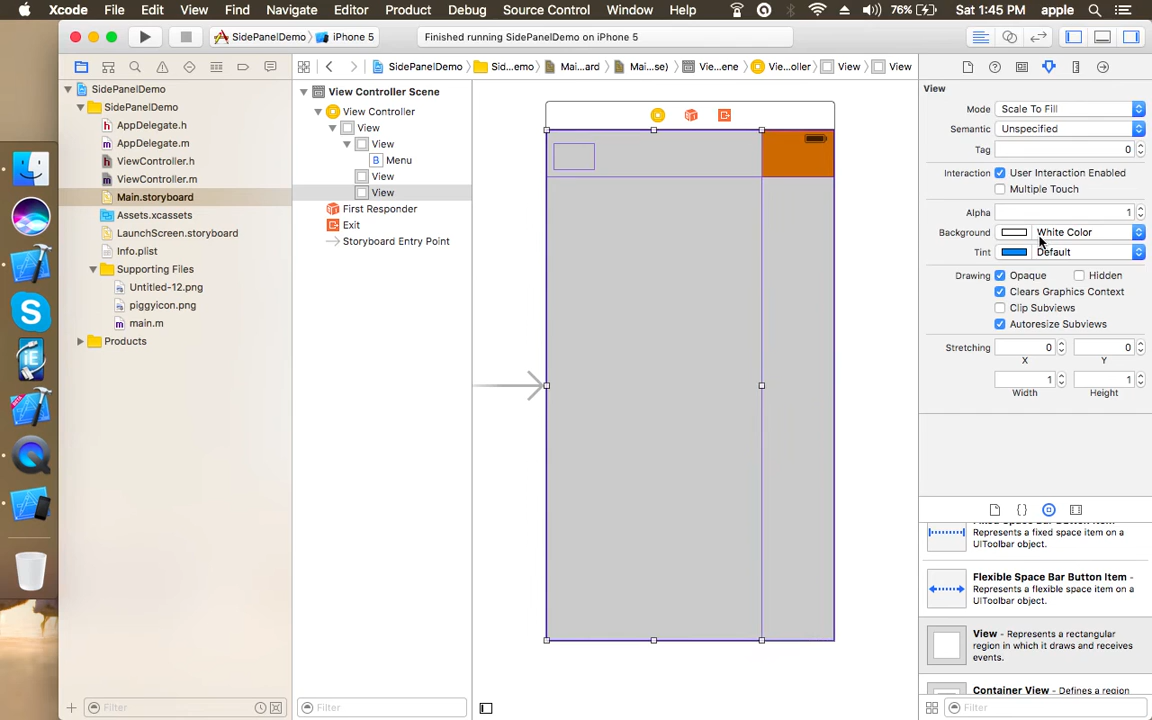 Xcode File Edit View Find Navigate Editor Product Debug Source Control Window Help 76% Sat 1:45 PM apple
SidePanelDemo iPhone 5 Finished running SidePanelDemo on iPhone 5
SidePanelDemo Sid...emo Mai...ard Mai...se) Vie...ene Vie...oller View View
SidePanelDemo
SidePanelDemo
AppDelegate.h
AppDelegate.m
ViewController.h
ViewController.m
Main.storyboard
Assets.xcassets
LaunchScreen.storyboard
Info.plist
Supporting Files
Untitled-12.png
piggyicon.png
main.m
Products
Filter
View Controller Scene
View Controller
View
View
B Menu
View
View
First Responder
Exit
Storyboard Entry Point
Filter
View
Mode Scale To Fill
Semantic Unspecified
Tag 0
Interaction User Interaction Enabled
Multiple Touch
Alpha 1
Background White Color
Tint Default
Drawing Opaque Hidden
Clears Graphics Context
Clip Subviews
Autoresize Subviews
Stretching 0 0
X Y
1 1
Width Height
Fixed Space Bar Button Item -
Represents a fixed space item on a
UIToolbar object.
Flexible Space Bar Button Item -
Represents a flexible space item on a
UIToolbar object.
View - Represents a rectangular
region in which it draws and receives
events.
Container View - Defines a region
Filter